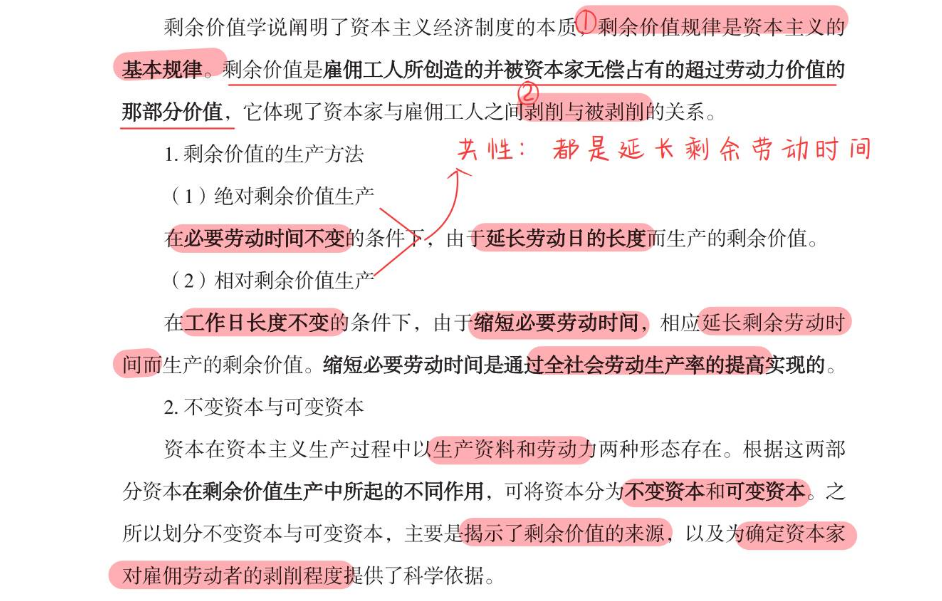 剩余价值学说阐明了资本主义经济制度的本质，①剩余价值规律是资本主义的
基本规律。剩余价值是雇佣工人所创造的并被资本家无偿占有的超过劳动力价值的
②
那部分价值，它体现了资本家与雇佣工人之间剥削与被剥削的关系。
1. 剩余价值的生产方法
共性：都是延长剩余劳动时间
（1）绝对剩余价值生产
在必要劳动时间不变的条件下，由于延长劳动日的长度而生产的剩余价值。
（2）相对剩余价值生产
在工作日长度不变的条件下，由于缩短必要劳动时间，相应延长剩余劳动时
间而生产的剩余价值。缩短必要劳动时间是通过全社会劳动生产率的提高实现的。
2. 不变资本与可变资本
资本在资本主义生产过程中以生产资料和劳动力两种形态存在。根据这两部
分资本在剩余价值生产中所起的不同作用，可将资本分为不变资本和可变资本。之
所以划分不变资本与可变资本，主要是揭示了剩余价值的来源，以及为确定资本家
对雇佣劳动者的剥削程度提供了科学依据。